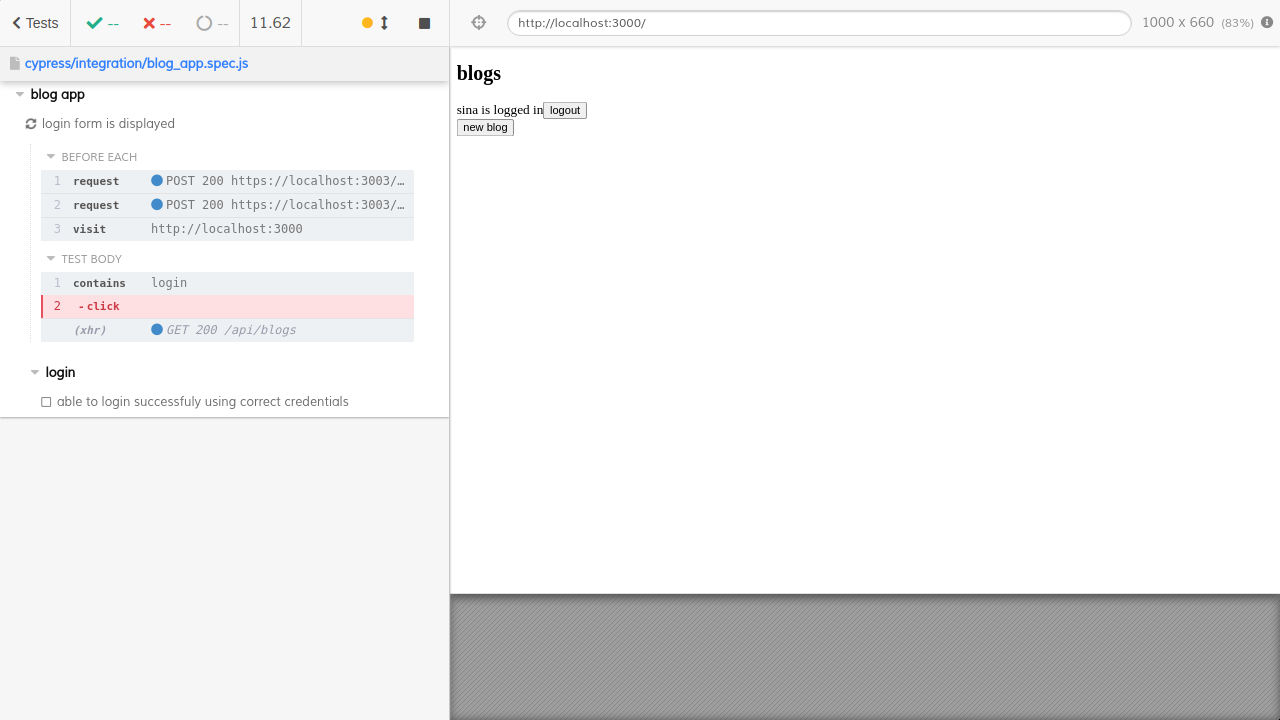 Tests -- -- -- 11.62
http://localhost:3000/ 1000 x 660 (83%)
cypress/integration/blog_app.spec.js
blog app
login form is displayed
BEFORE EACH
1 request POST 200 https://localhost:3003/…
2 request POST 200 https://localhost:3003/…
3 visit http://localhost:3000
TEST BODY
1 contains login
2 -click
(xhr) GET 200 /api/blogs
login
able to login successfuly using correct credentials
blogs
sina is logged in logout
new blog